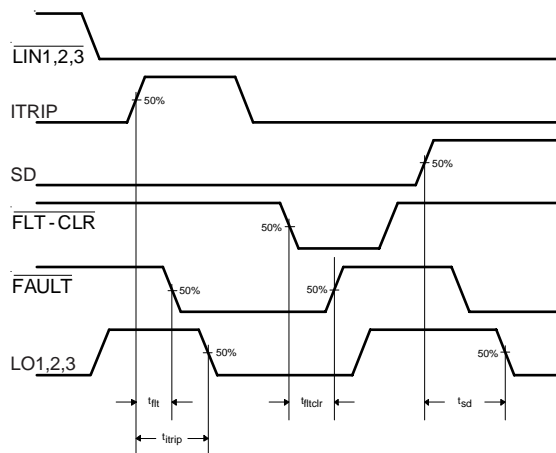 LIN1,2,3
ITRIP
50%
SD
50%
FLT-CLR
50%
FAULT
50%
50%
LO1,2,3
50%
50%
tflt
tfltclr
tsd
titrip